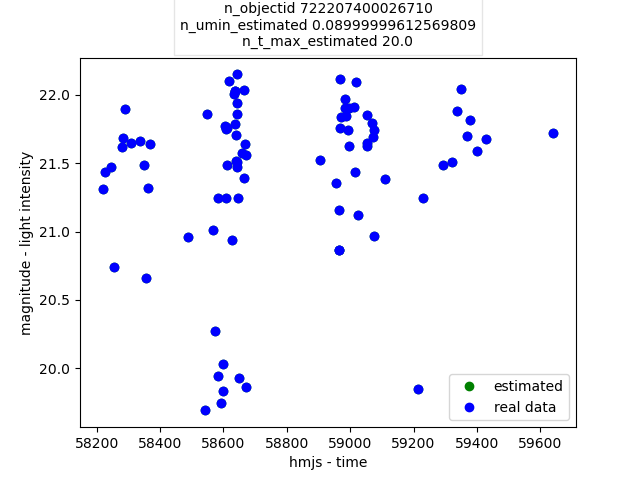 n_objectid 722207400026710
n_umin_estimated 0.08999999612569809
n_t_max_estimated 20.0
22.0
21.5
21.0
20.5
20.0
magnitude - light intensity
estimated
real data
58200 58400 58600 58800 59000 59200 59400 59600
hmjs - time